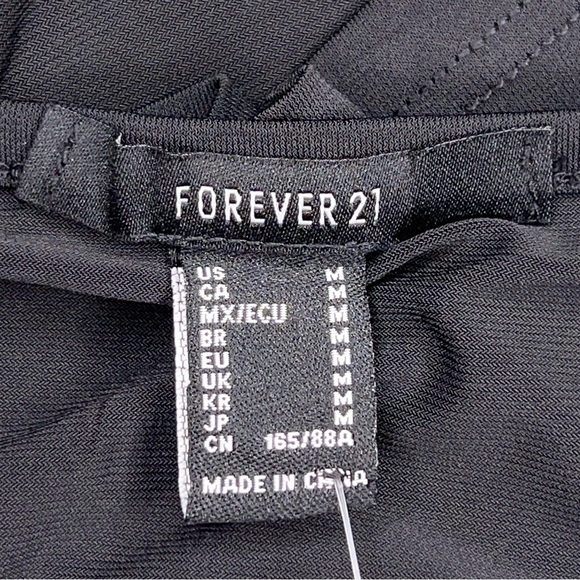 FOREVER 21
US M
CA M
MX/ECU M
BR M
EU M
UK M
KR M
JP M
CN 165/88A
MADE IN CHINA